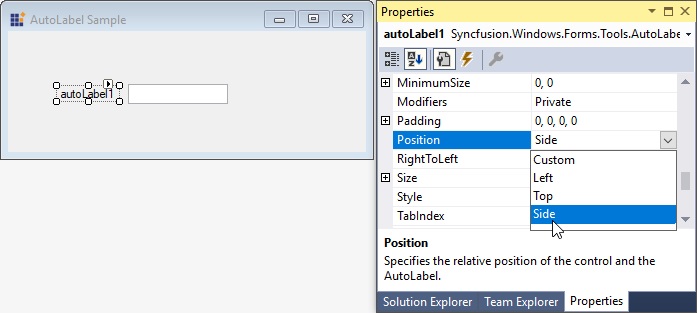 AutoLabel Sample
autoLabel1
Properties
autoLabel1 Syncfusion.Windows.Forms.Tools.AutoLabe
MinimumSize 0, 0
Modifiers Private
Padding 0, 0, 0, 0
Position Side
RightToLeft
Size
Style
TabIndex
Custom
Left
Top
Side
Position
Specifies the relative position of the control and the
AutoLabel.
Solution Explorer Team Explorer Properties